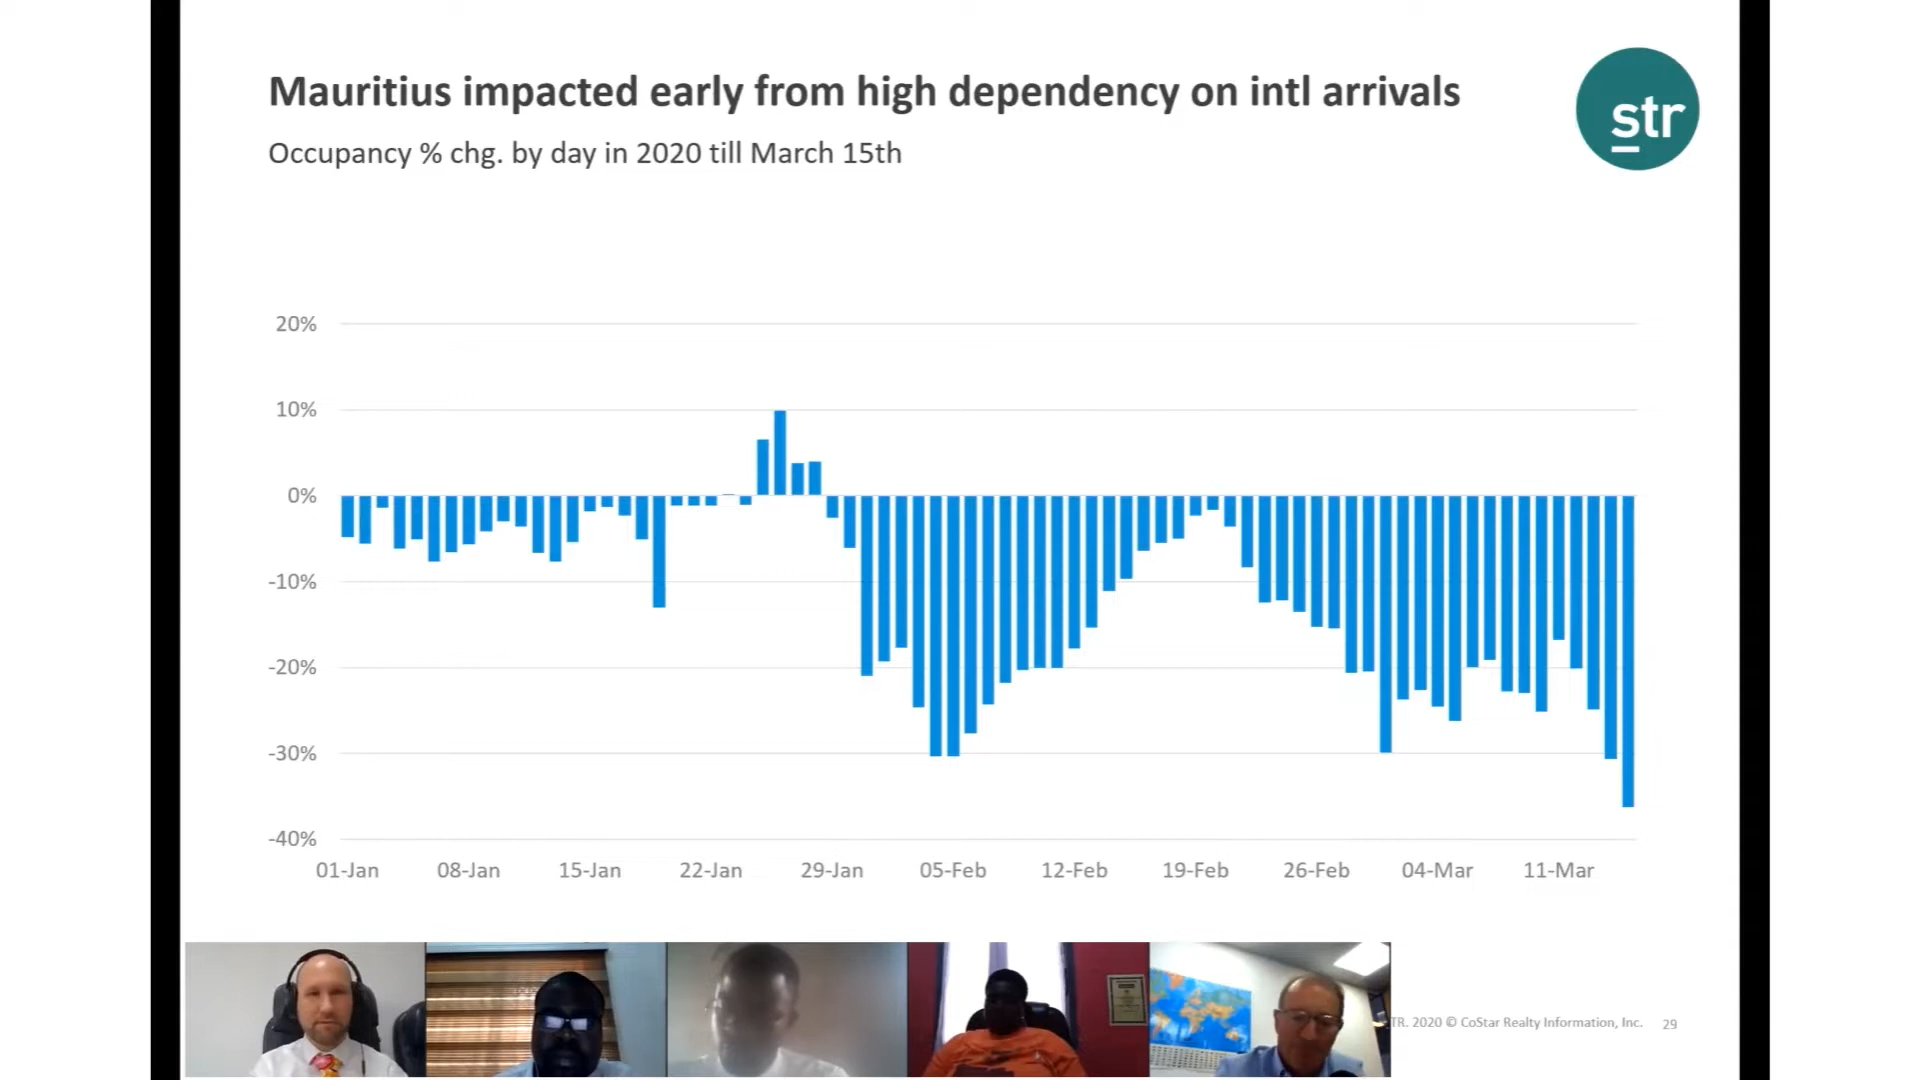 Mauritius impacted early from high dependency on intl arrivals
Occupancy % chg. by day in 2020 till March 15th
str
20%
10%
0%
-10%
-20%
-30%
-40%
01-Jan 08-Jan 15-Jan 22-Jan 29-Jan 05-Feb 12-Feb 19-Feb 26-Feb 04-Mar 11-Mar
TR. 2020 © CoStar Realty Information, Inc. 29